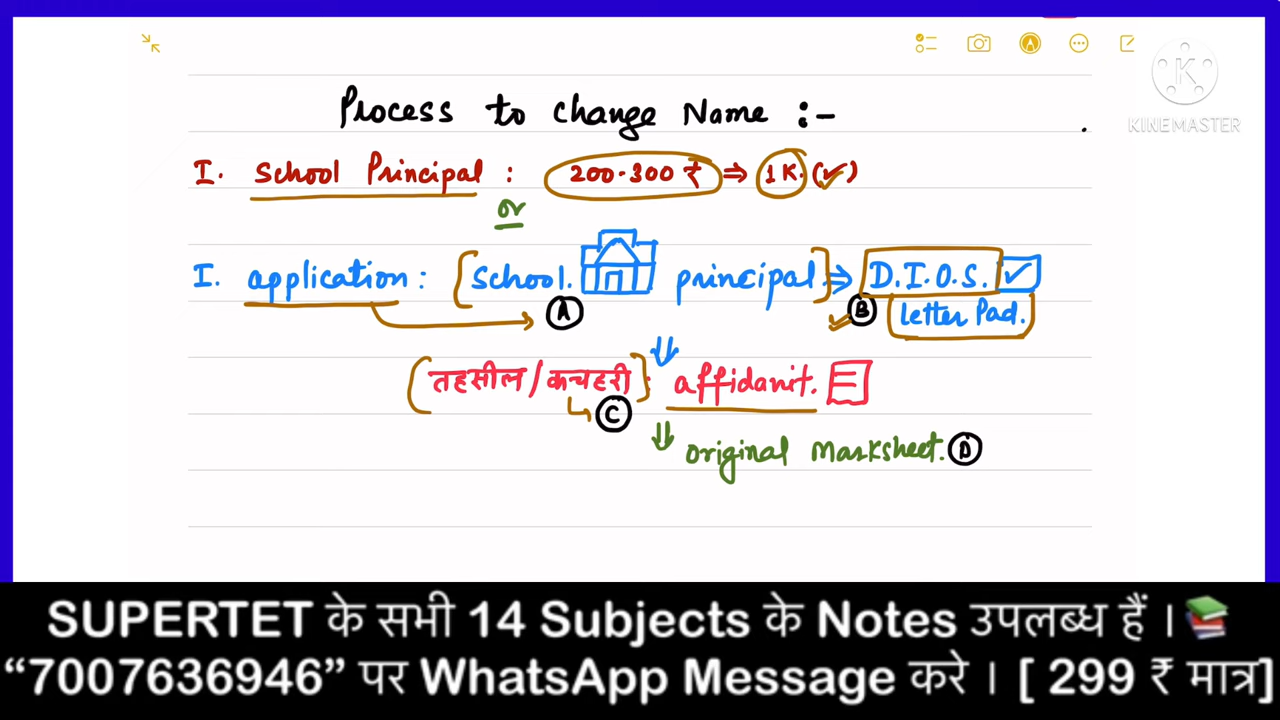 KINEMASTER
Process to change Name :-
I. School Principal : 200-300 ₹ ⇒ 1K. (✓)
or
I. application : [School. principal] ⇒ D.I.O.S. ✓
A B Letter Pad.
[तहसील/कचहरी] : affidanit.
C
original Marksheet. D
SUPERTET के सभी 14 Subjects के Notes उपलब्ध हैं ।
“7007636946” पर WhatsApp Message करे । [ 299 ₹ मात्र]